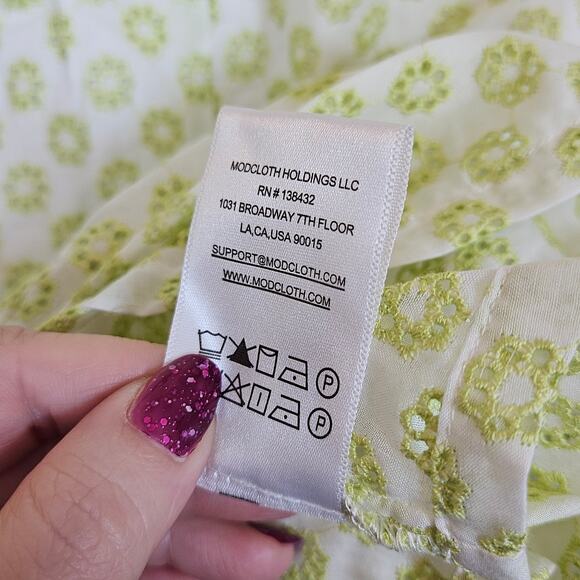 MODCLOTH HOLDINGS LLC
RN # 138432
1031 BROADWAY 7TH FLOOR
LA,CA,USA 90015
SUPPORT@MODCLOTH.COM
WWW.MODCLOTH.COM
P
P